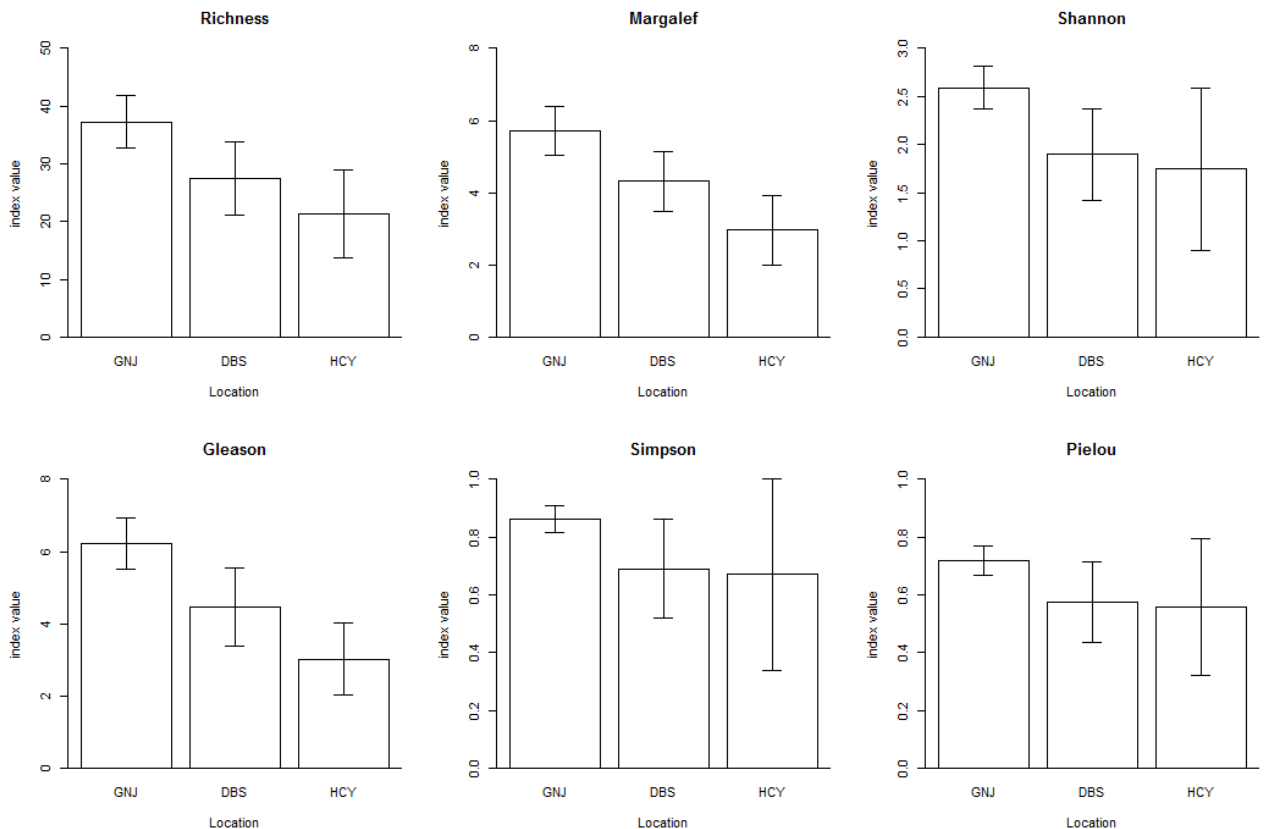 Richness
index value
50
40
30
20
10
0
GNJ DBS HCY
Location
Margalef
index value
8
6
4
2
0
GNJ DBS HCY
Location
Shannon
index value
3.0
2.5
2.0
1.5
1.0
0.5
0.0
GNJ DBS HCY
Location
Gleason
index value
8
6
4
2
0
GNJ DBS HCY
Location
Simpson
index value
1.0
0.8
0.6
0.4
0.2
0.0
GNJ DBS HCY
Location
Pielou
index value
1.0
0.8
0.6
0.4
0.2
0.0
GNJ DBS HCY
Location